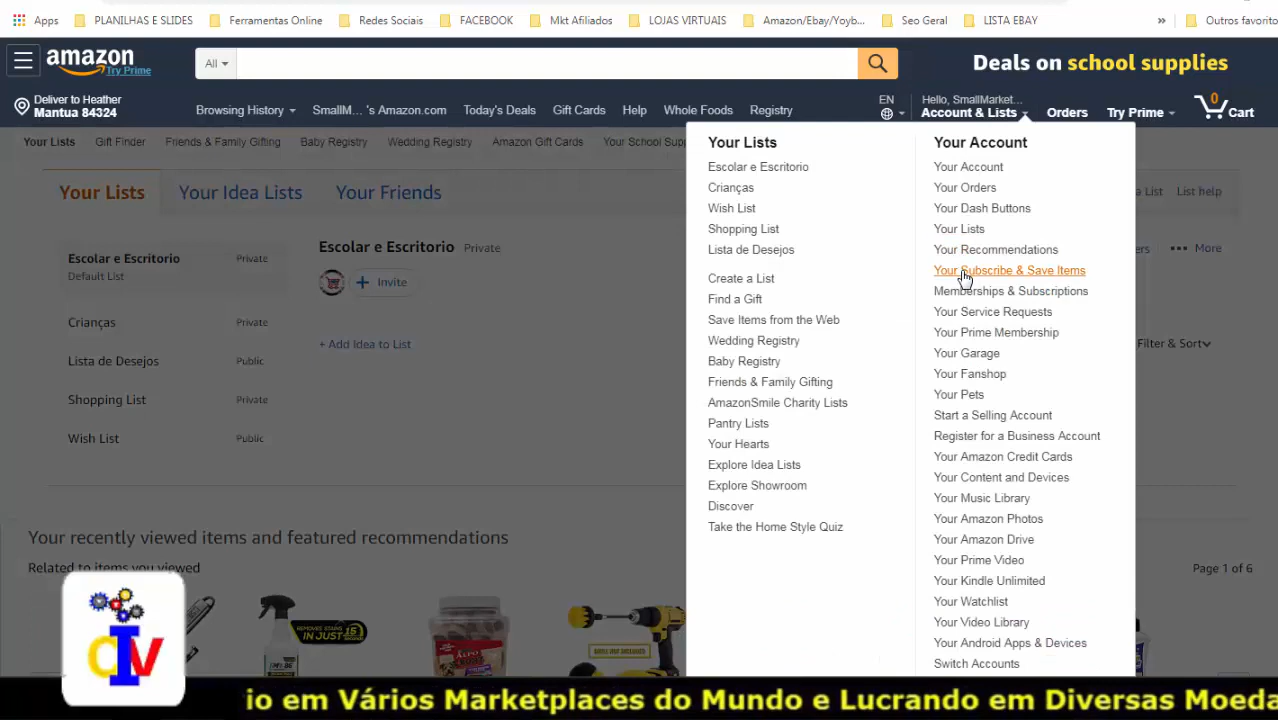 Apps PLANILHAS E SLIDES Ferramentas Online Redes Sociais FACEBOOK Mkt Afiliados LOJAS VIRTUAIS Amazon/Ebay/Yoyb... Seo Geral LISTA EBAY » Outros favorito
amazon
Try Prime
All
Deals on school supplies
Deliver to Heather
Mantua 84324
Browsing History SmallM... 's Amazon.com Today's Deals Gift Cards Help Whole Foods Registry
EN
Hello, SmallMarket...
Account & Lists
Orders
Try Prime
0
Cart
Your Lists Gift Finder Friends & Family Gifting Baby Registry Wedding Registry Amazon Gift Cards Your School Supp
Your Lists Your Idea Lists Your Friends
a List List help
Escolar e Escritorio Private
Default List
Crianças Private
Lista de Desejos Public
Shopping List Private
Wish List Public
Escolar e Escritorio Private
ers ••• More
+ Invite
+ Add Idea to List
Filter & Sort
Your Lists
Escolar e Escritorio
Crianças
Wish List
Shopping List
Lista de Desejos
Create a List
Find a Gift
Save Items from the Web
Wedding Registry
Baby Registry
Friends & Family Gifting
AmazonSmile Charity Lists
Pantry Lists
Your Hearts
Explore Idea Lists
Explore Showroom
Discover
Take the Home Style Quiz
Your Account
Your Account
Your Orders
Your Dash Buttons
Your Lists
Your Recommendations
Your Subscribe & Save Items
Memberships & Subscriptions
Your Service Requests
Your Prime Membership
Your Garage
Your Fanshop
Your Pets
Start a Selling Account
Register for a Business Account
Your Amazon Credit Cards
Your Content and Devices
Your Music Library
Your Amazon Photos
Your Amazon Drive
Your Prime Video
Your Kindle Unlimited
Your Watchlist
Your Video Library
Your Android Apps & Devices
Switch Accounts
Your recently viewed items and featured recommendations
Related to items you viewed
Page 1 of 6
REMOVES STAINS
IN JUST 15
dIV
io em Vários Marketplaces do Mundo e Lucrando em Diversas Moeda